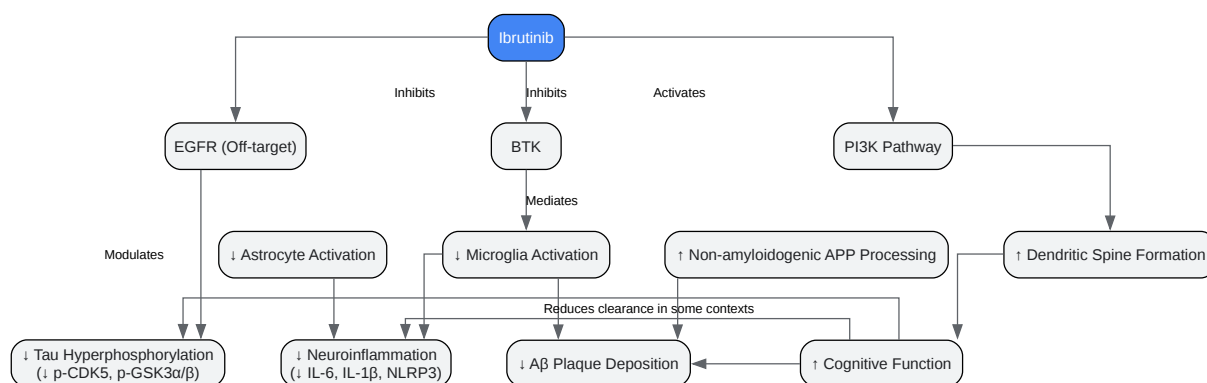 Ibrutinib
Inhibits
Inhibits
Activates
EGFR (Off-target)
BTK
PI3K Pathway
Mediates
Modulates
↓ Astrocyte Activation
↓ Microglia Activation
↑ Non-amyloidogenic APP Processing
↑ Dendritic Spine Formation
Reduces clearance in some contexts
↓ Tau Hyperphosphorylation
(↓ p-CDK5, p-GSK3α/β)
↓ Neuroinflammation
(↓ IL-6, IL-1β, NLRP3)
↓ Aβ Plaque Deposition
↑ Cognitive Function